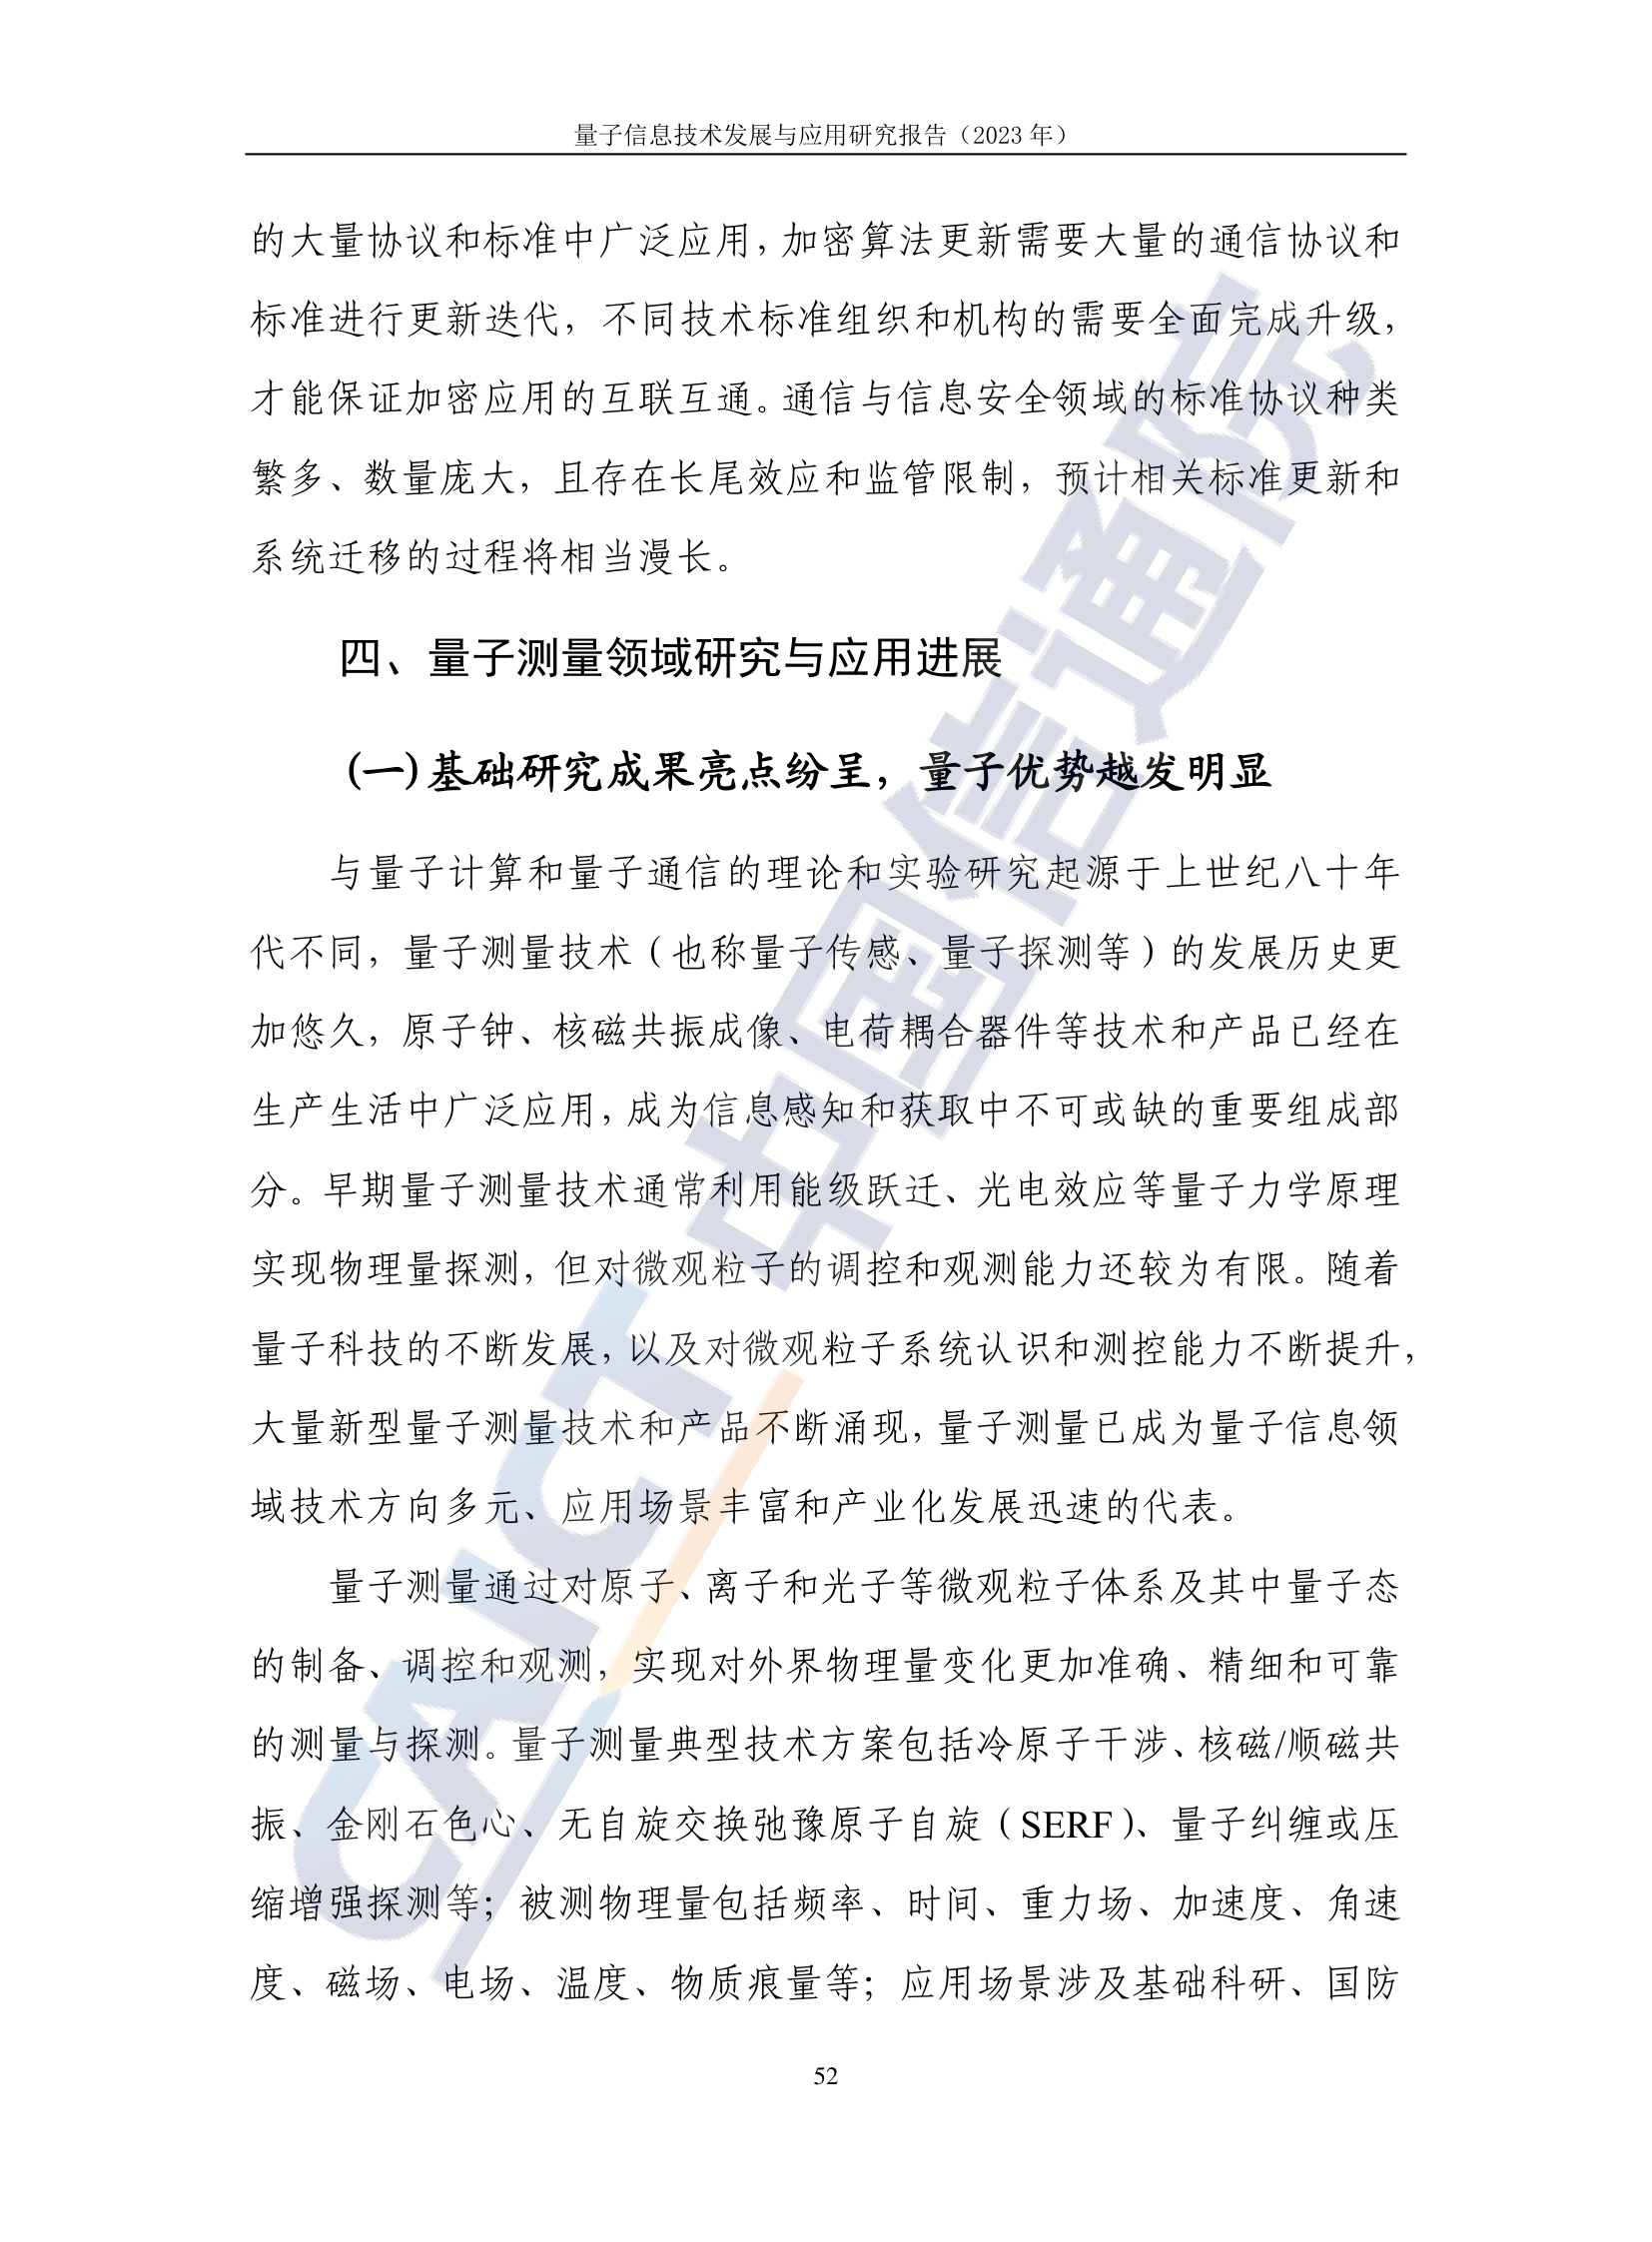 量子信息技术发展与应用研究报告（2023 年）
的大量协议和标准中广泛应用，加密算法更新需要大量的通信协议和
标准进行更新迭代，不同技术标准组织和机构的需要全面完成升级，
才能保证加密应用的互联互通。通信与信息安全领域的标准协议种类
繁多、数量庞大，且存在长尾效应和监管限制，预计相关标准更新和
系统迁移的过程将相当漫长。
四、量子测量领域研究与应用进展
(一)基础研究成果亮点纷呈，量子优势越发明显
与量子计算和量子通信的理论和实验研究起源于上世纪八十年
代不同，量子测量技术（也称量子传感、量子探测等）的发展历史更
加悠久，原子钟、核磁共振成像、电荷耦合器件等技术和产品已经在
生产生活中广泛应用，成为信息感知和获取中不可或缺的重要组成部
分。早期量子测量技术通常利用能级跃迁、光电效应等量子力学原理
实现物理量探测，但对微观粒子的调控和观测能力还较为有限。随着
量子科技的不断发展，以及对微观粒子系统认识和测控能力不断提升，
大量新型量子测量技术和产品不断涌现，量子测量已成为量子信息领
域技术方向多元、应用场景丰富和产业化发展迅速的代表。
量子测量通过对原子、离子和光子等微观粒子体系及其中量子态
的制备、调控和观测，实现对外界物理量变化更加准确、精细和可靠
的测量与探测。量子测量典型技术方案包括冷原子干涉、核磁/顺磁共
振、金刚石色心、无自旋交换弛豫原子自旋（SERF）、量子纠缠或压
缩增强探测等；被测物理量包括频率、时间、重力场、加速度、角速
度、磁场、电场、温度、物质痕量等；应用场景涉及基础科研、国防
52
CAICT 中国信通院